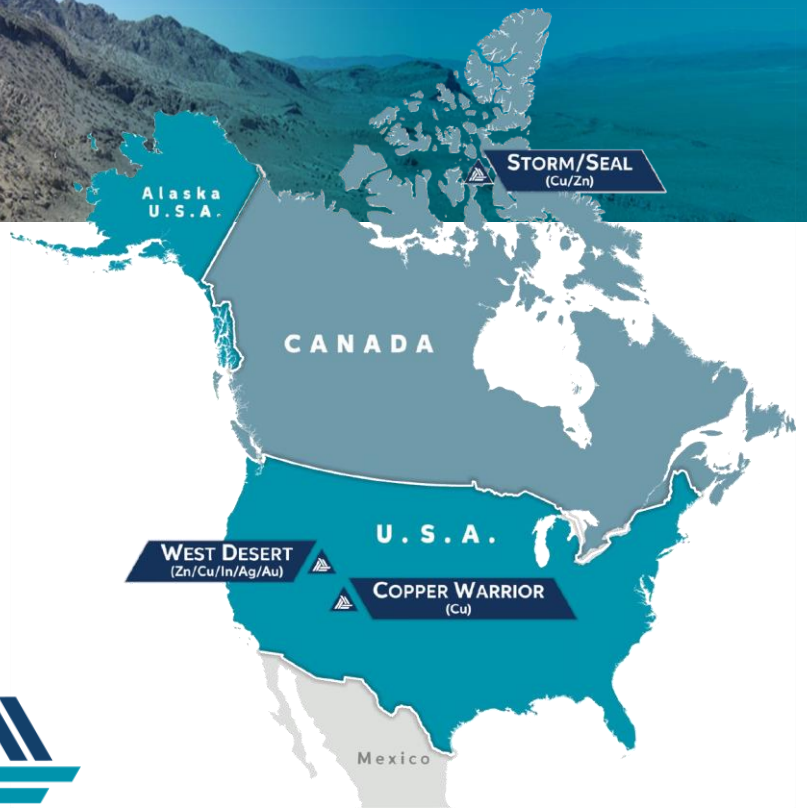 STORM/SEAL
(Cu/Zn)
Alaska
U.S.A.
CANADA
U.S.A.
WEST DESERT
(Zn/Cu/In/Ag/Au)
COPPER WARRIOR
(Cu)
Mexico